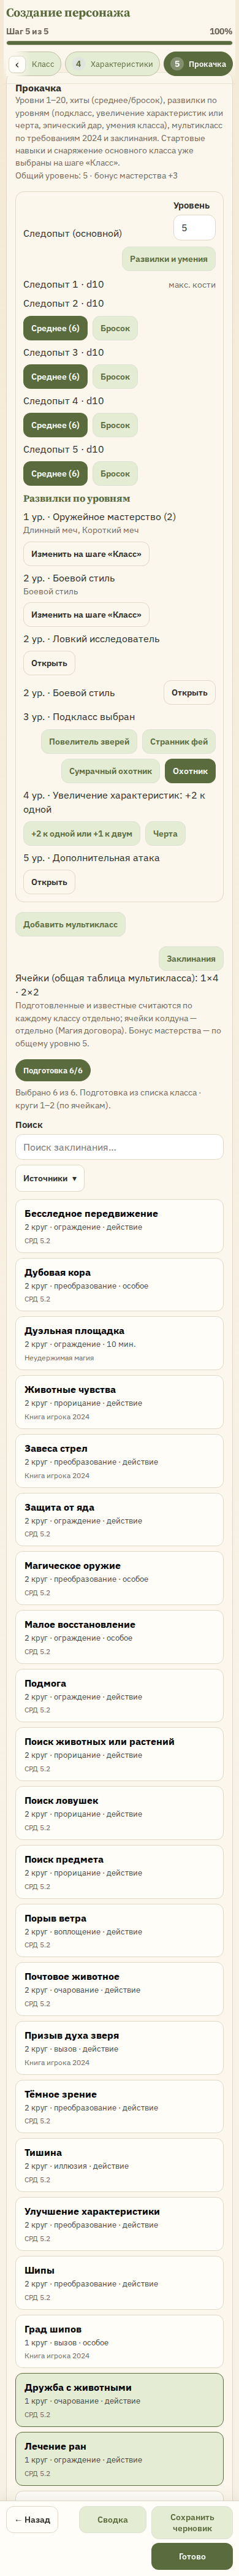 Создание персонажа
Шаг 5 из 5
100%
‹
Класс
4 Характеристики
5 Прокачка
Прокачка
Уровни 1–20, хиты (среднее/бросок), развилки по
уровням (подкласс, увеличение характеристик или
черта, эпический дар, умения класса), мультикласс
по требованиям 2024 и заклинания. Стартовые
навыки и снаряжение основного класса уже
выбраны на шаге «Класс».
Общий уровень: 5 · бонус мастерства +3
Уровень
Следопыт (основной)
5
Развилки и умения
Следопыт 1 · d10
макс. кости
Следопыт 2 · d10
Среднее (6)
Бросок
Следопыт 3 · d10
Среднее (6)
Бросок
Следопыт 4 · d10
Среднее (6)
Бросок
Следопыт 5 · d10
Среднее (6)
Бросок
Развилки по уровням
1 ур. · Оружейное мастерство (2)
Длинный меч, Короткий меч
Изменить на шаге «Класс»
2 ур. · Боевой стиль
Боевой стиль
Изменить на шаге «Класс»
2 ур. · Ловкий исследователь
Открыть
2 ур. · Боевой стиль
Открыть
3 ур. · Подкласс выбран
Повелитель зверей
Странник фей
Сумрачный охотник
Охотник
4 ур. · Увеличение характеристик: +2 к
одной
+2 к одной или +1 к двум
Черта
5 ур. · Дополнительная атака
Открыть
Добавить мультикласс
Заклинания
Ячейки (общая таблица мультикласса): 1×4
· 2×2
Подготовленные и известные считаются по
каждому классу отдельно; ячейки колдуна —
отдельно (Магия договора). Бонус мастерства — по
общему уровню 5.
Подготовка 6/6
Выбрано 6 из 6. Подготовка из списка класса ·
круги 1–2 (по ячейкам).
Поиск
Поиск заклинания...
Источники ▾
Бесследное передвижение
2 круг · ограждение · действие
СРД 5.2
Дубовая кора
2 круг · преобразование · особое
СРД 5.2
Дуэльная площадка
2 круг · ограждение · 10 мин.
Неудержимая магия
Животные чувства
2 круг · прорицание · действие
Книга игрока 2024
Завеса стрел
2 круг · преобразование · действие
Книга игрока 2024
Защита от яда
2 круг · ограждение · действие
СРД 5.2
Магическое оружие
2 круг · преобразование · особое
СРД 5.2
Малое восстановление
2 круг · ограждение · особое
СРД 5.2
Подмога
2 круг · ограждение · действие
СРД 5.2
Поиск животных или растений
2 круг · прорицание · действие
СРД 5.2
Поиск ловушек
2 круг · прорицание · действие
СРД 5.2
Поиск предмета
2 круг · прорицание · действие
СРД 5.2
Порыв ветра
2 круг · воплощение · действие
СРД 5.2
Почтовое животное
2 круг · очарование · действие
СРД 5.2
Призыв духа зверя
2 круг · вызов · действие
Книга игрока 2024
Тёмное зрение
2 круг · преобразование · действие
СРД 5.2
Тишина
2 круг · иллюзия · действие
СРД 5.2
Улучшение характеристики
2 круг · преобразование · действие
СРД 5.2
Шипы
2 круг · преобразование · действие
СРД 5.2
Град шипов
1 круг · вызов · особое
Книга игрока 2024
Дружба с животными
1 круг · очарование · действие
СРД 5.2
Лечение ран
1 круг · ограждение · действие
СРД 5.2
← Назад
Сводка
Сохранить
черновик
Готово